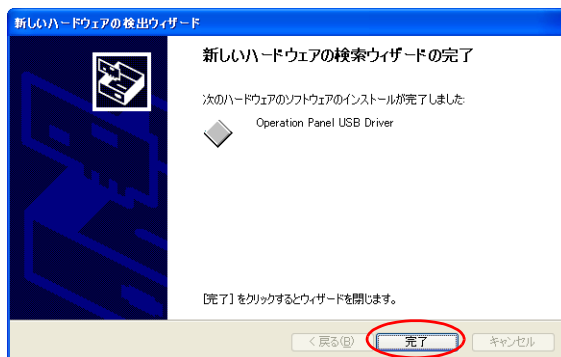 新しいハードウェアの検出ウィザード
新しいハードウェアの検索ウィザードの完了
次のハードウェアのソフトウェアのインストールが完了しました:
Operation Panel USB Driver
[完了] をクリックするとウィザードを閉じます。
< 戻る(B) 完了 キャンセル